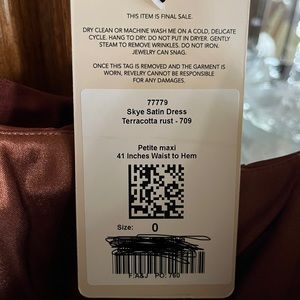 THIS ITEM IS FINAL SALE.
DRY CLEAN OR MACHINE WASH ME ON A COLD, DELICATE
CYCLE. HANG TO DRY. DO NOT PUT IN DRYER. GENTLY
STEAM TO REMOVE WRINKLES. DO NOT IRON.
JEWELRY CAN SNAG.
ONCE THIS TAG IS REMOVED AND THE GARMENT IS
WORN, REVELRY CANNOT BE RESPONSIBLE
FOR ANY DAMAGES.
77779
Skye Satin Dress
Terracotta rust - 709
Petite maxi
41 Inches Waist to Hem
Size: 0
F:A&J PO: 760